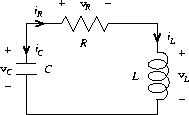 i_R + v_R −
R
i_C i_L
+ +
v_C C L v_L
− −